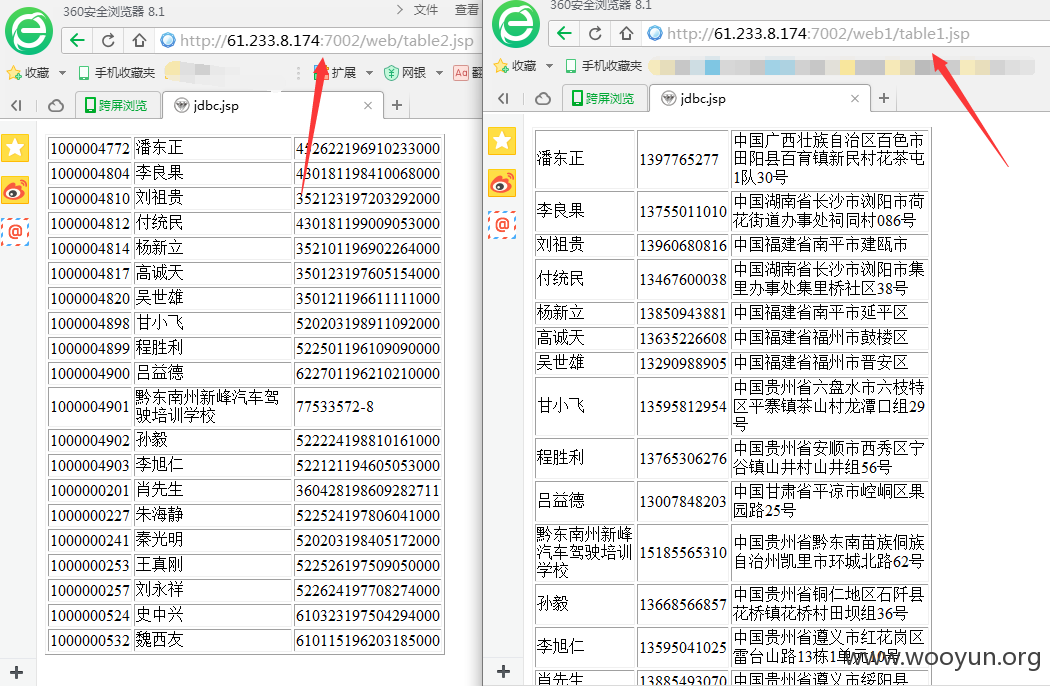 360安全浏览器 8.1
文件 查看
http://61.233.8.174:7002/web/table2.jsp
收藏 手机收藏夹 扩展 网银 Aa 翻
跨屏浏览 jdbc.jsp
1000004772 潘东正 452622196910233000
1000004804 李良果 430181198410068000
1000004810 刘祖贵 352123197203292000
1000004812 付统民 430181199009053000
1000004814 杨新立 352101196902264000
1000004817 高诚天 350123197605154000
1000004820 吴世雄 350121196611111000
1000004898 甘小飞 520203198911092000
1000004899 程胜利 522501196109090000
1000004900 吕益德 622701196210210000
1000004901 黔东南州新峰汽车驾
驶培训学校 77533572-8
1000004902 孙毅 522224198810161000
1000004903 李旭仁 522121194605053000
1000000201 肖先生 360428198609282711
1000000227 朱海静 522524197806041000
1000000241 秦光明 520203198405172000
1000000253 王真刚 522526197509050000
1000000257 刘永祥 522624197708274000
1000000524 史中兴 610323197504294000
1000000532 魏西友 610115196203185000
360安全浏览器 8.1
http://61.233.8.174:7002/web1/table1.jsp
收藏 手机收藏夹
跨屏浏览 jdbc.jsp
潘东正 1397765277 中国广西壮族自治区百色市
田阳县百育镇新民村花茶屯
1队30号
李良果 13755011010 中国湖南省长沙市浏阳市荷
花街道办事处祠同村086号
刘祖贵 13960680816 中国福建省南平市建瓯市
付统民 13467600038 中国湖南省长沙市浏阳市集
里办事处集里桥社区38号
杨新立 13850943881 中国福建省南平市延平区
高诚天 13635226608 中国福建省福州市鼓楼区
吴世雄 13290988905 中国福建省福州市晋安区
甘小飞 13595812954 中国贵州省六盘水市六枝特
区平寨镇茶山村龙潭口组29
号
程胜利 13765306276 中国贵州省安顺市西秀区宁
谷镇山井村山井组56号
吕益德 13007848203 中国甘肃省平凉市崆峒区果
园路25号
黔东南州新峰
汽车驾驶培训
学校 15185565310 中国贵州省黔东南苗族侗族
自治州凯里市环城北路62号
孙毅 13668566857 中国贵州省铜仁地区石阡县
花桥镇花桥村田坝组36号
李旭仁 13595041025 中国贵州省遵义市红花岗区
雷台山路13栋1单元10号
肖先生 13885493070 中国贵州省遵义市绥阳县
www.wooyun.org